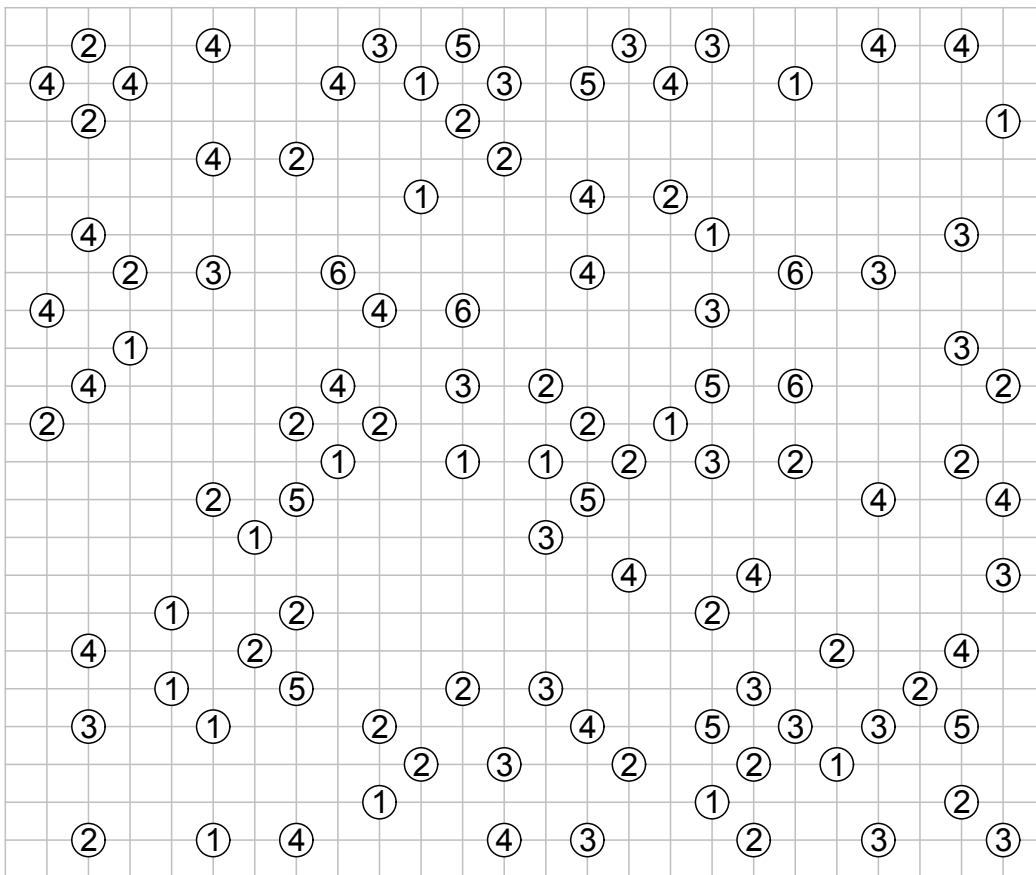 2 4 3 5 3 3 4 4
4 4 4 1 3 5 4 1
2 2 1
4 2 2
1 4 2
4 1 3
2 3 6 4 6 3
4 4 6 3
1 3
4 4 3 2 5 6 2
2 2 2 2 1
1 1 1 2 3 2 2
2 5 5 4 4
1 3
4 4 3
1 2 2
4 2 2 4
1 5 2 3 3 2
3 1 2 4 5 3 3 5
2 3 2 2 1
1 1 2
2 1 4 4 3 2 3 3